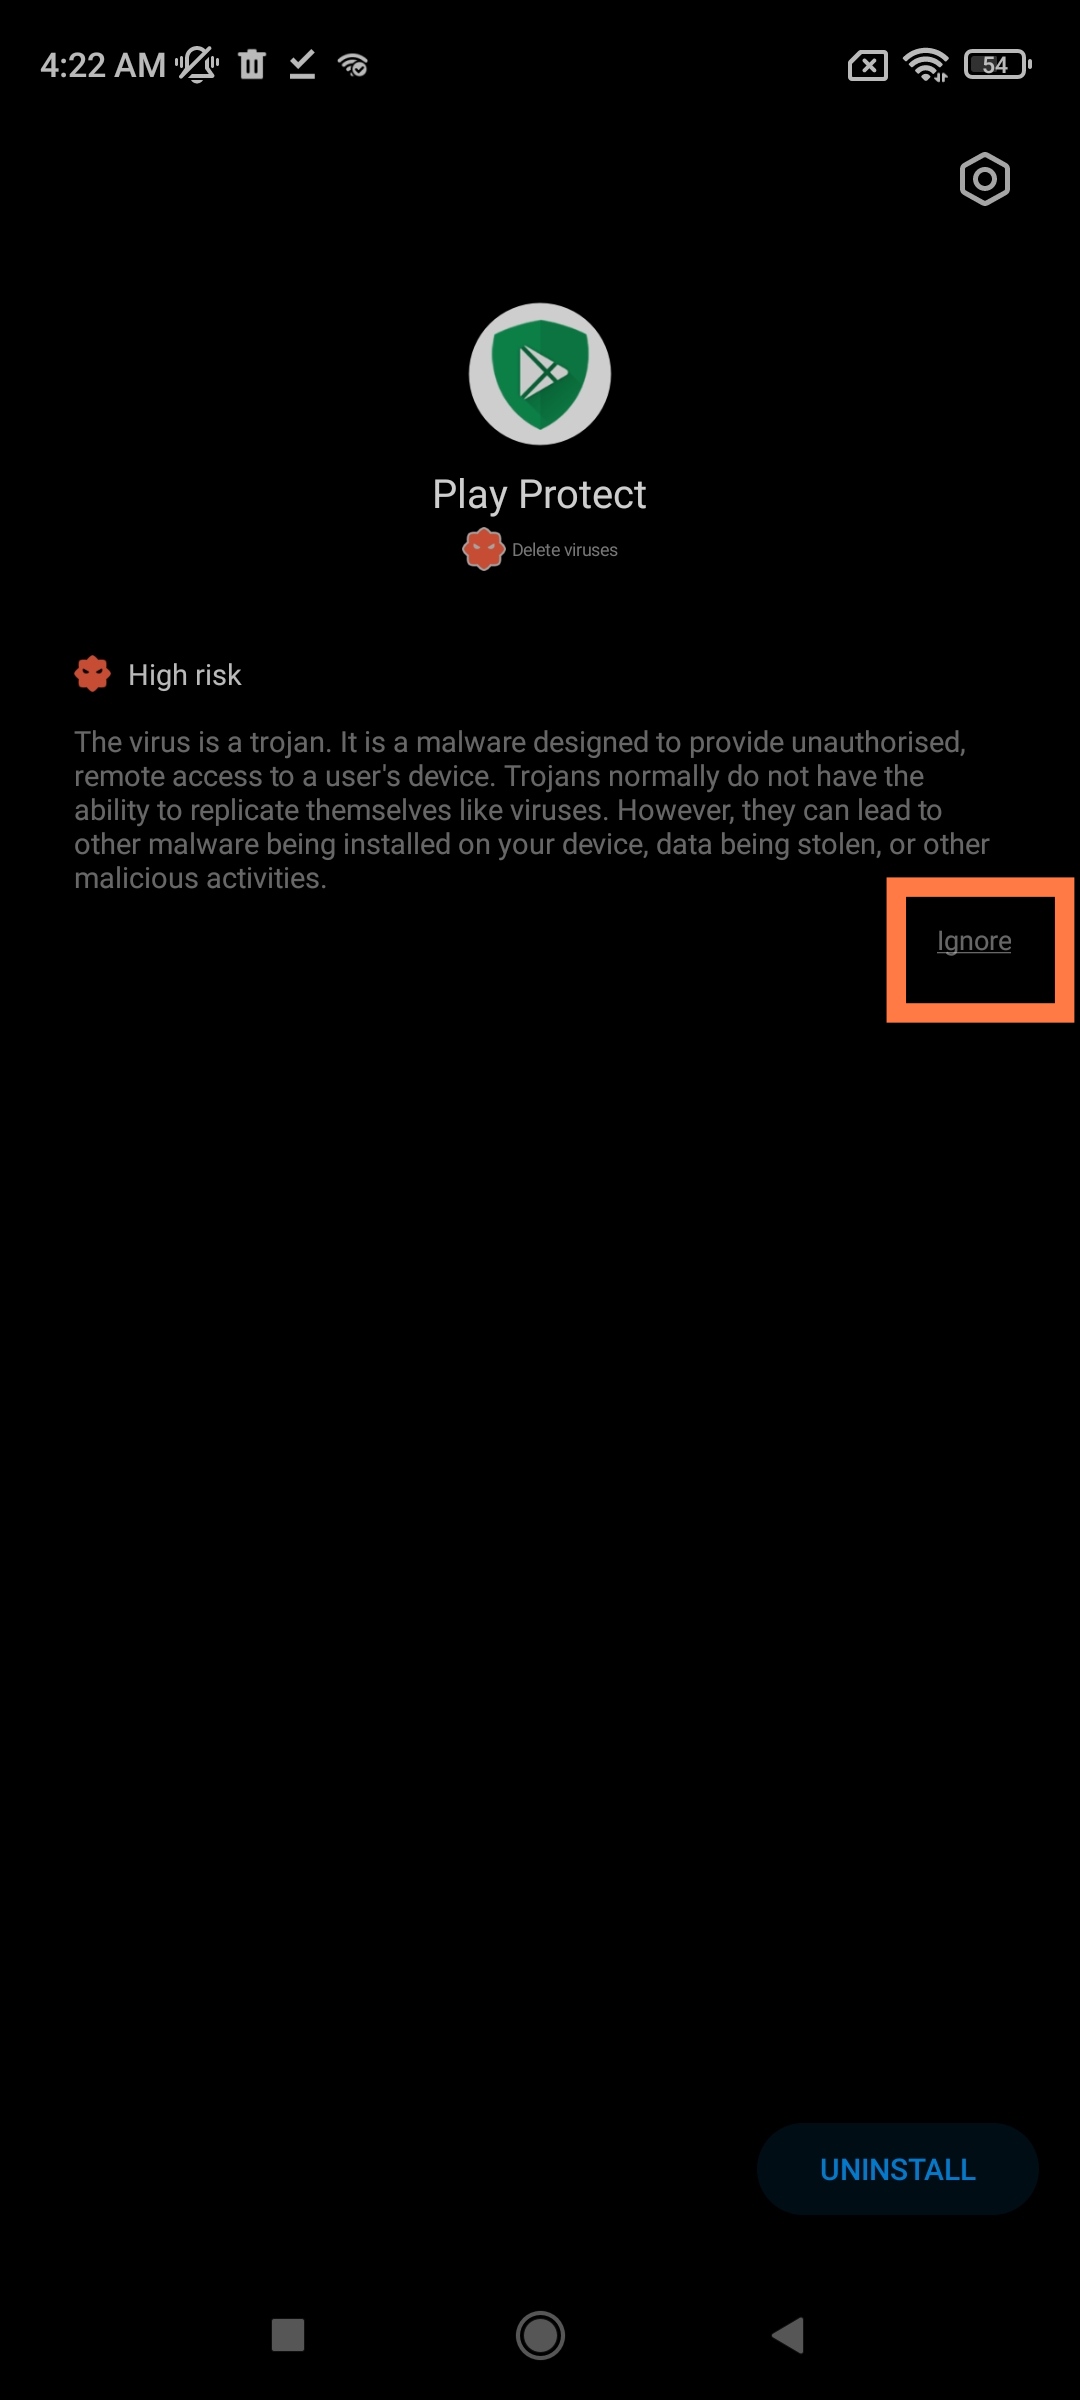 4:22 AM
54
Play Protect
Delete viruses
High risk
The virus is a trojan. It is a malware designed to provide unauthorised,
remote access to a user's device. Trojans normally do not have the
ability to replicate themselves like viruses. However, they can lead to
other malware being installed on your device, data being stolen, or other
malicious activities.
Ignore
UNINSTALL